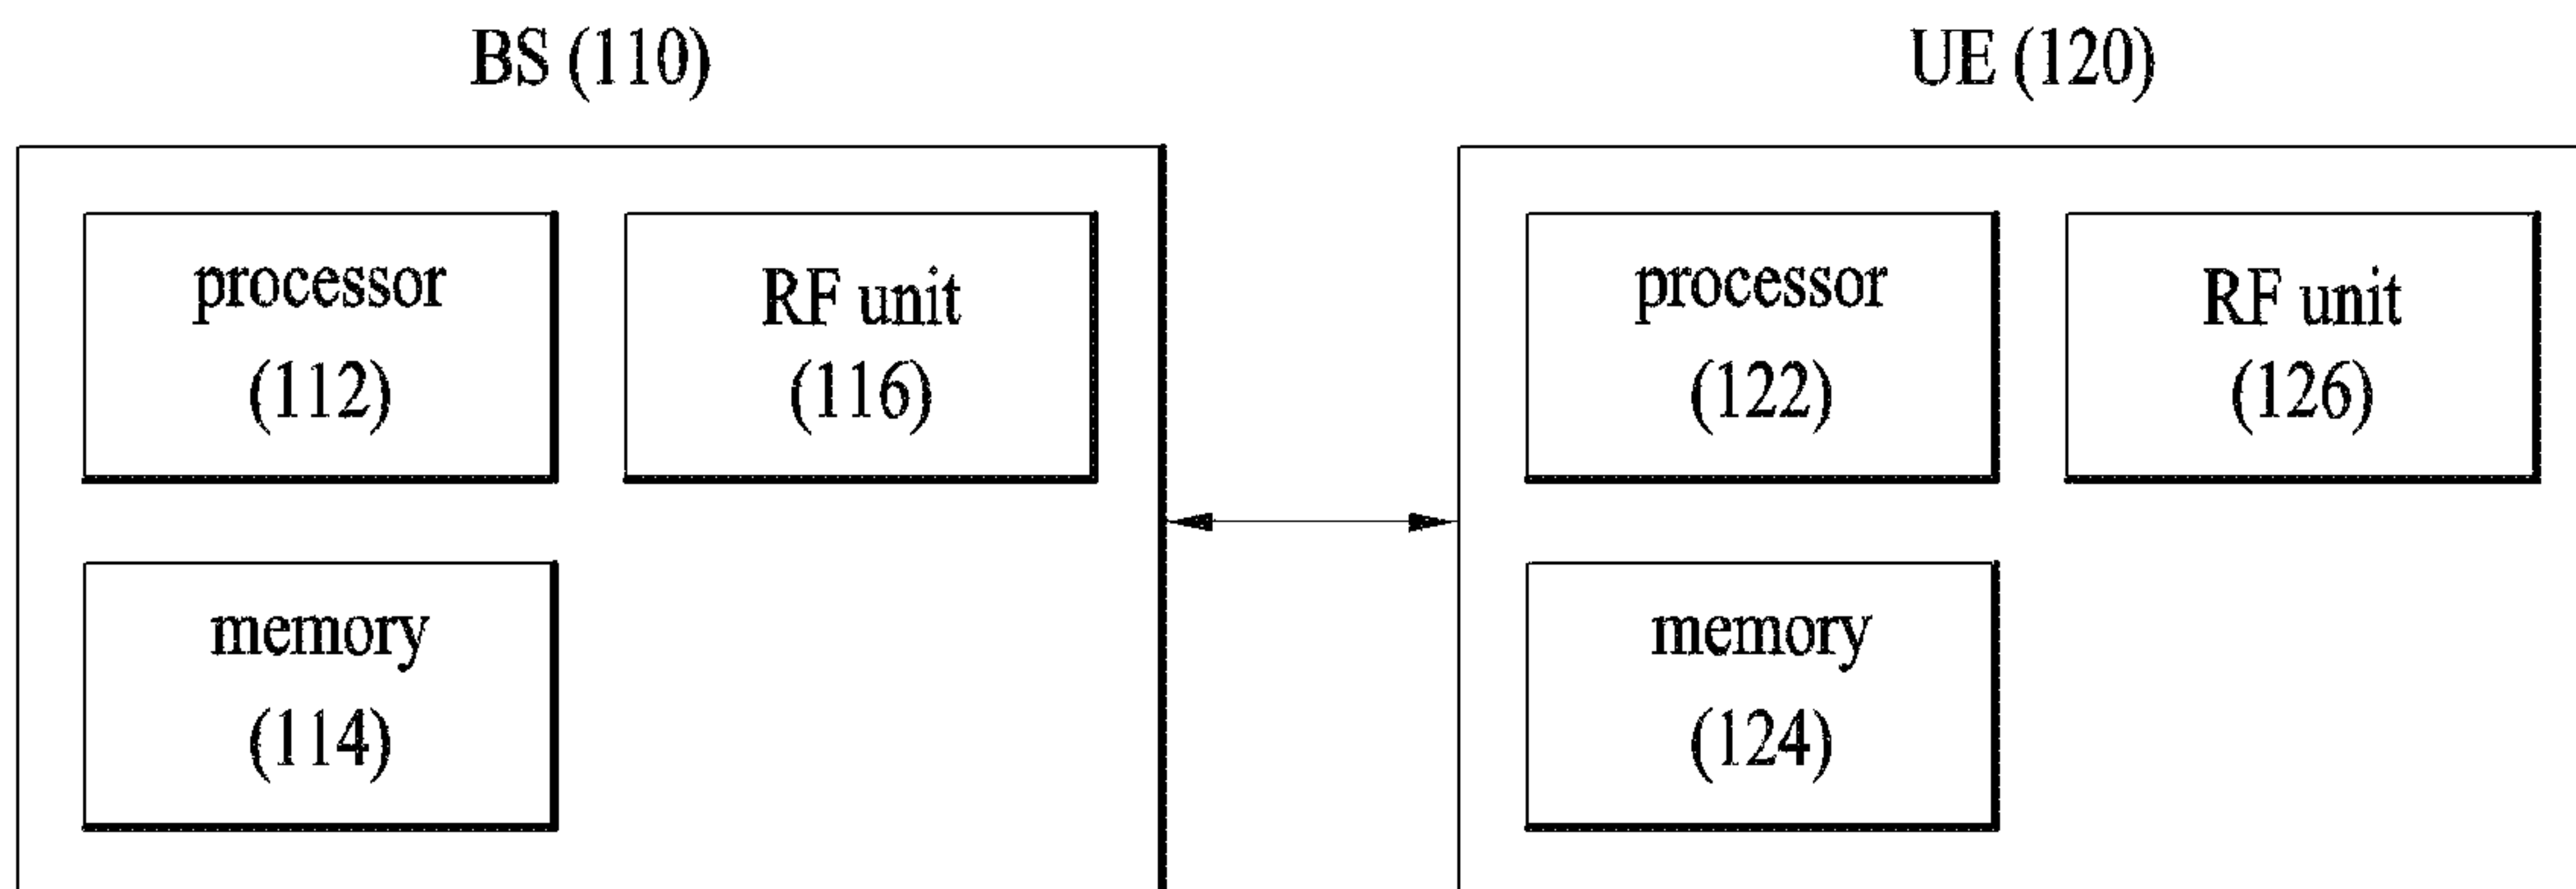 BS (110)
UE (120)
processor
(112)
RF unit
(116)
memory
(114)
processor
(122)
RF unit
(126)
memory
(124)